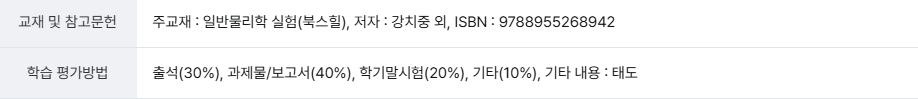 교재 및 참고문헌 주교재 : 일반물리학 실험(북스힐), 저자 : 강치중 외, ISBN : 9788955268942
학습 평가방법 출석(30%), 과제물/보고서(40%), 학기말시험(20%), 기타(10%), 기타 내용 : 태도